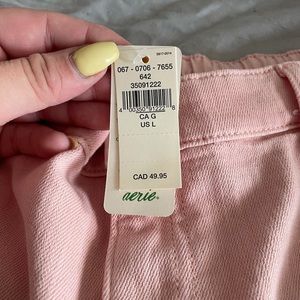 067 - 0706 - 7655
642
35091222
CA G
US L
CAD 49.95
aerie®